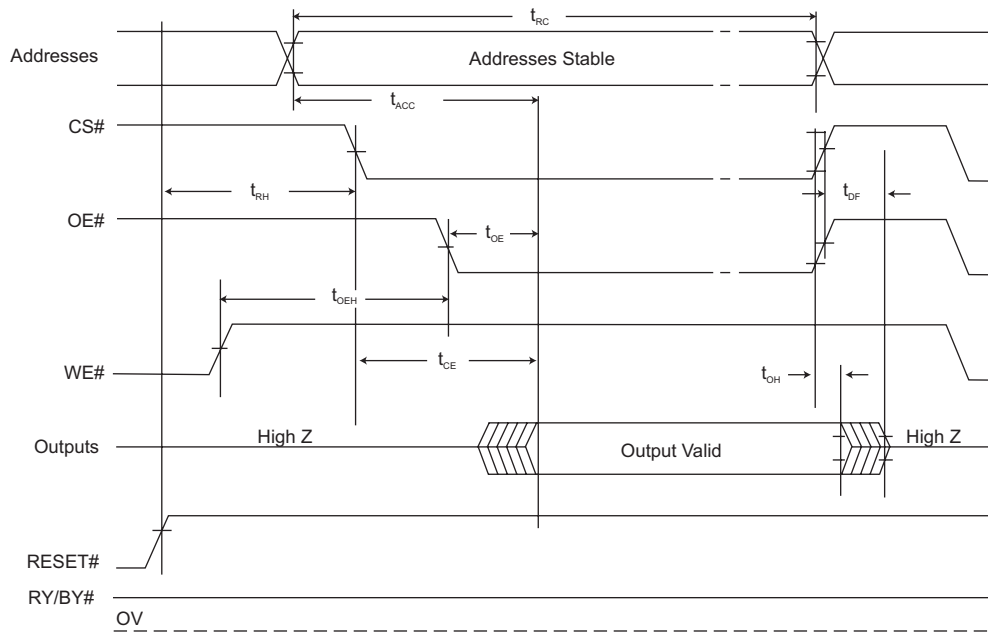 tRC
Addresses
Addresses Stable
tACC
CS#
tRH
tDF
OE#
tOE
tOEH
tCE
WE#
tOH
High Z
Outputs
Output Valid
High Z
RESET#
RY/BY#
OV